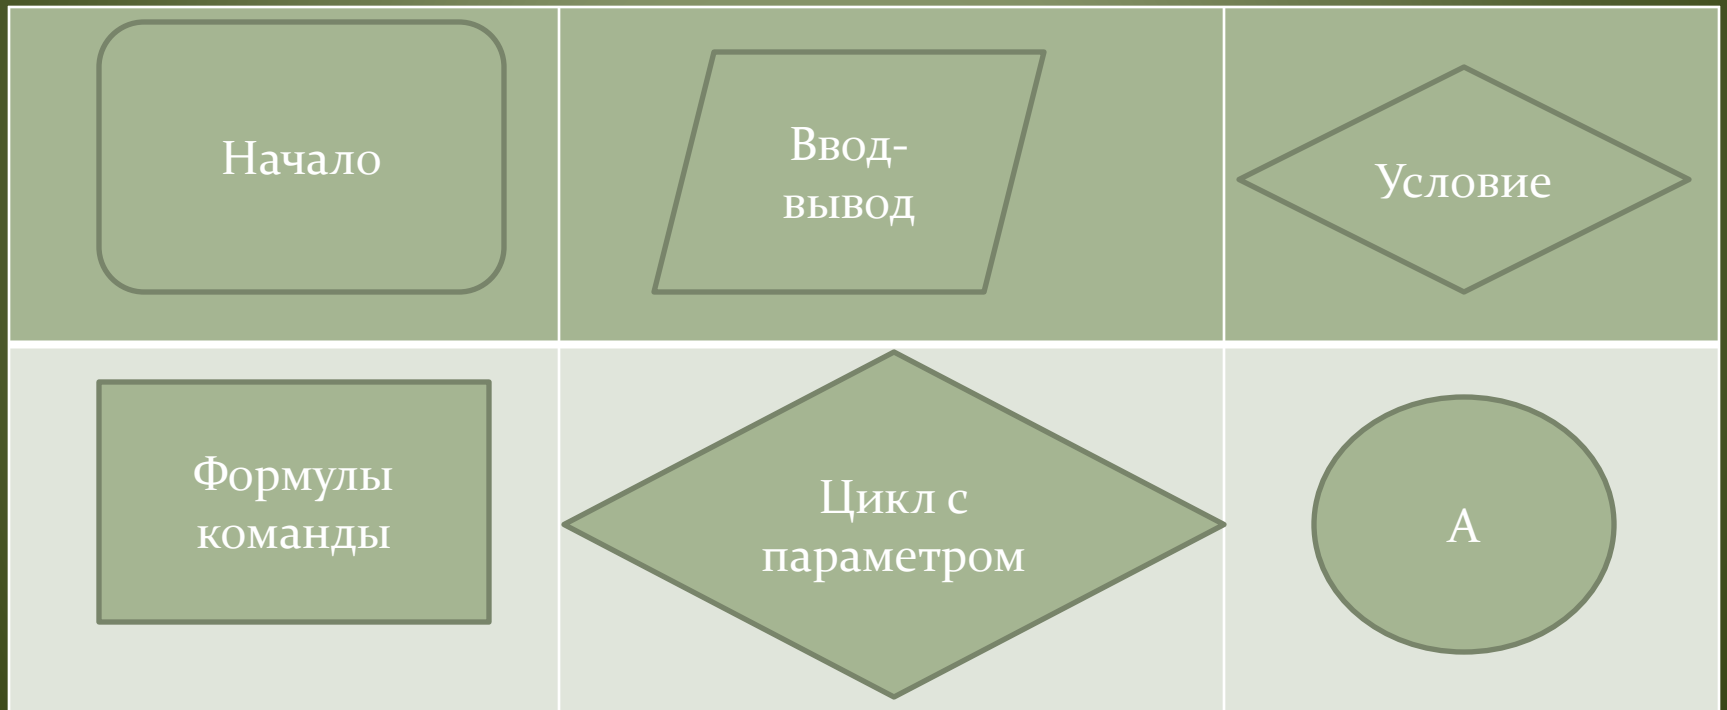 Начало
Ввод-
вывод
Условие
Формулы
команды
Цикл с
параметром
А